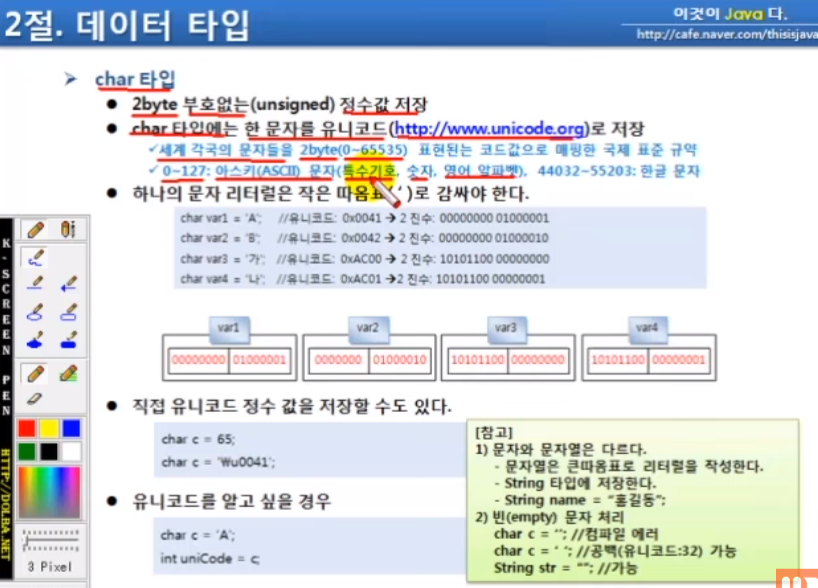 2절. 데이터 타입
이것이 Java 다.
http://cafe.naver.com/thisisjava
➤ char 타입
● 2byte 부호없는(unsigned) 정수값 저장
● char 타입에는 한 문자를 유니코드(http://www.unicode.org)로 저장
✓세계 각국의 문자들을 2byte(0~65535) 표현되는 코드값으로 매핑한 국제 표준 규약
✓ 0~127: 아스키(ASCII) 문자(특수기호, 숫자, 영어 알파벳), 44032~55203: 한글 문자
● 하나의 문자 리터럴은 작은 따옴표(')로 감싸야 한다.
char var1 = 'A'; //유니코드: 0x0041 → 2 진수: 00000000 01000001
char var2 = 'B'; //유니코드: 0x0042 → 2 진수: 00000000 01000010
char var3 = '가'; //유니코드: 0xAC00 → 2 진수: 10101100 00000000
char var4 = '나'; //유니코드: 0xAC01 →2 진수: 10101100 00000001
var1 var2 var3 var4
00000000 01000001 0000000 01000010 10101100 00000000 10101100 00000001
● 직접 유니코드 정수 값을 저장할 수도 있다.
char c = 65;
char c = '₩u0041';
● 유니코드를 알고 싶을 경우
char c = 'A';
int uniCode = c;
[참고]
1) 문자와 문자열은 다르다.
- 문자열은 큰따옴표로 리터럴을 작성한다.
- String 타입에 저장한다.
- String name = "홍길동";
2) 빈(empty) 문자 처리
char c = ''; //컴파일 에러
char c = ' '; //공백(유니코드:32) 가능
String str = ""; //가능
K-SCREEN PEN
HTTP://DOLBA.NET
3 Pixel